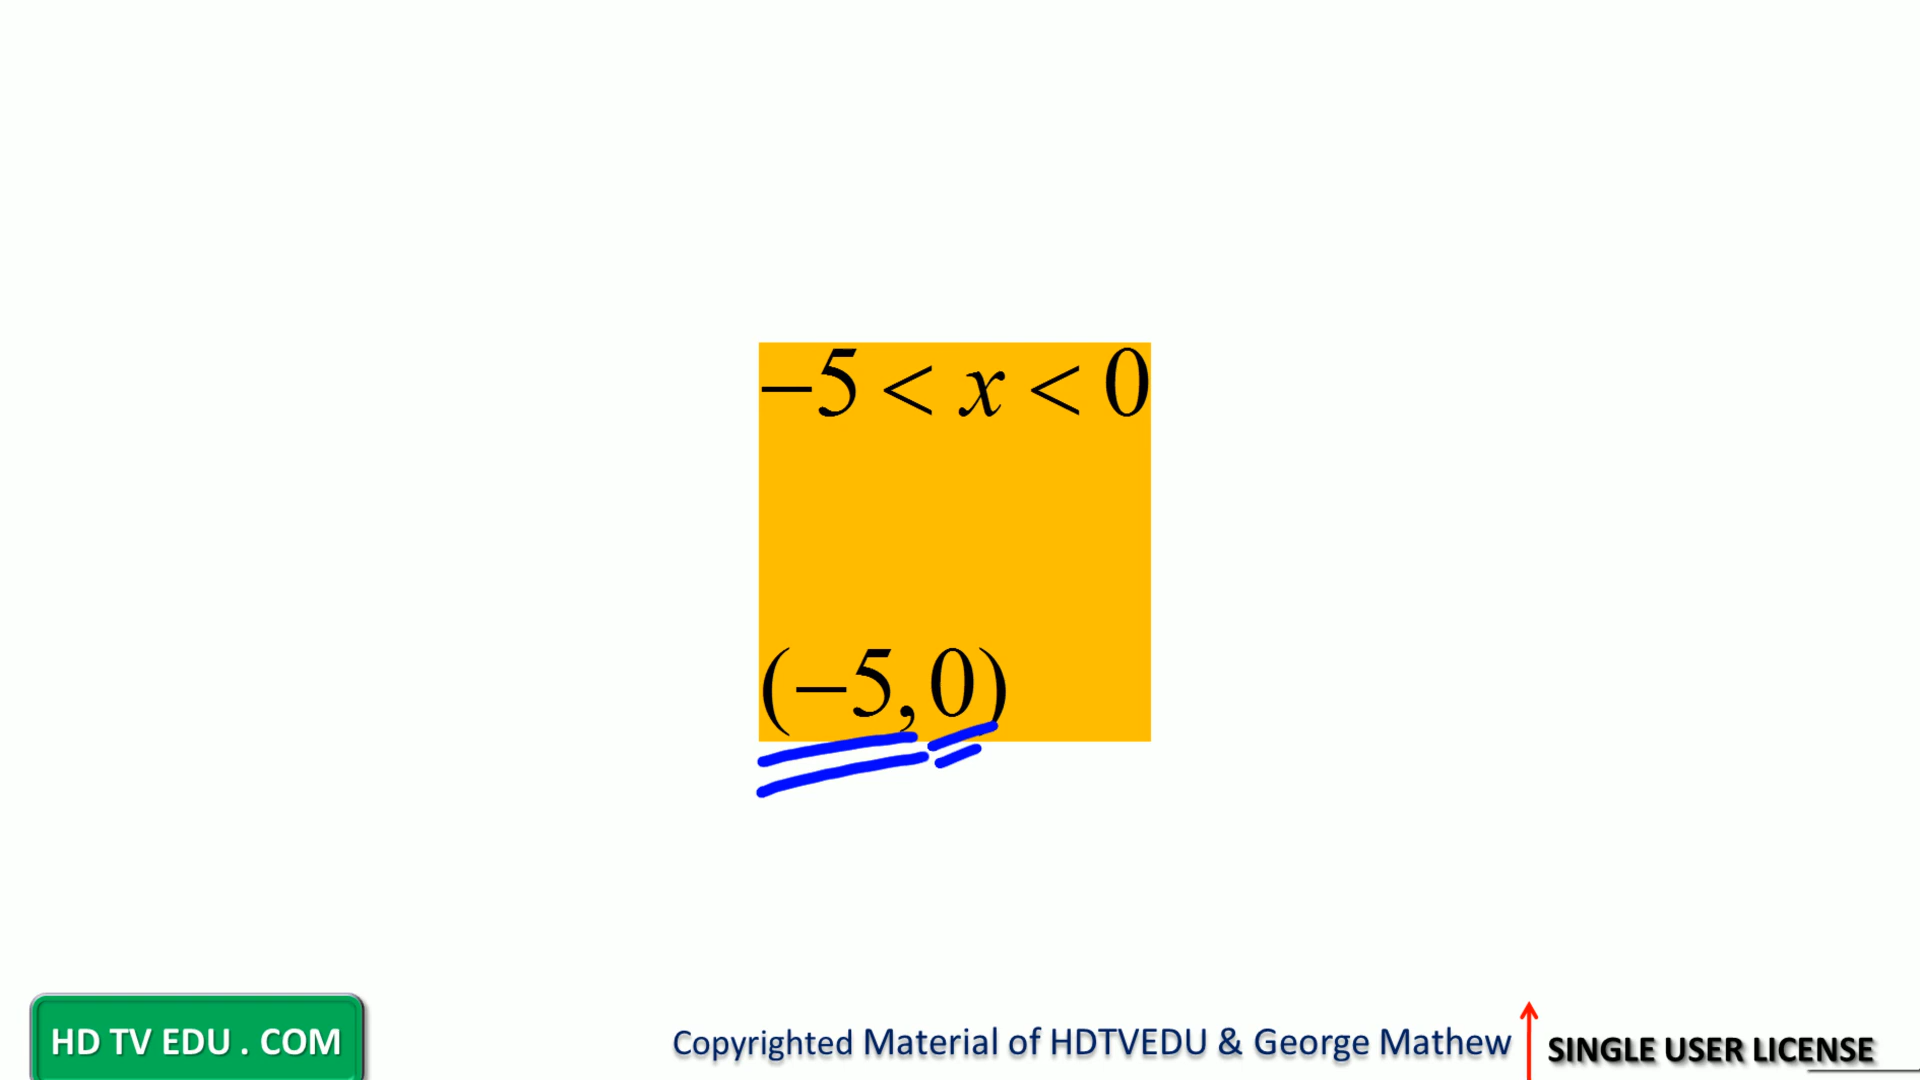 −5 < x < 0
(−5, 0)
HD TV EDU . COM
Copyrighted Material of HDTVEDU & George Mathew
SINGLE USER LICENSE